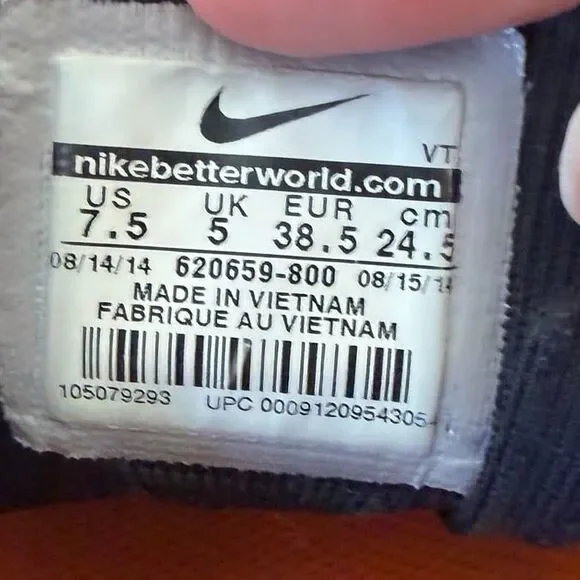 VT
nikebetterworld.com
US UK EUR cm
7.5 5 38.5 24.5
08/14/14 620659-800 08/15/14
MADE IN VIETNAM
FABRIQUE AU VIETNAM
105079293 UPC 0009120954305